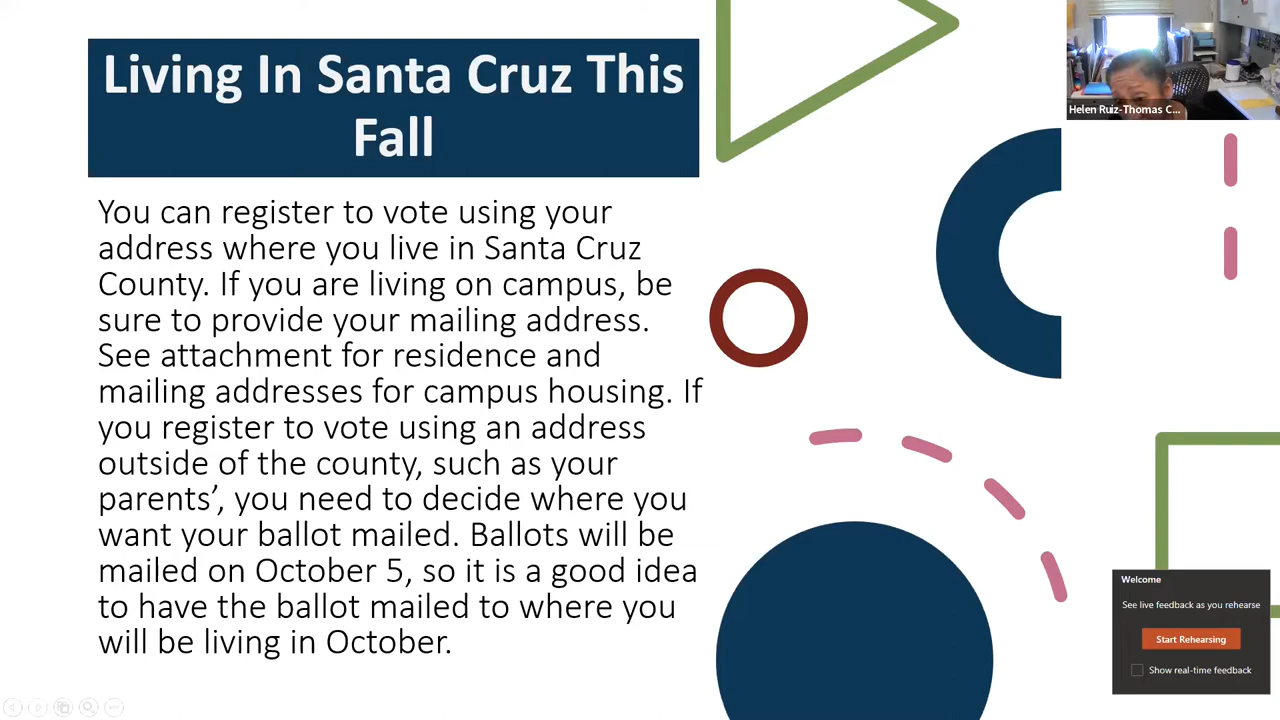 Living In Santa Cruz This
Fall
You can register to vote using your
address where you live in Santa Cruz
County. If you are living on campus, be
sure to provide your mailing address.
See attachment for residence and
mailing addresses for campus housing. If
you register to vote using an address
outside of the county, such as your
parents’, you need to decide where you
want your ballot mailed. Ballots will be
mailed on October 5, so it is a good idea
to have the ballot mailed to where you
will be living in October.
Helen Ruiz-Thomas C...
Welcome
See live feedback as you rehearse
Start Rehearsing
Show real-time feedback